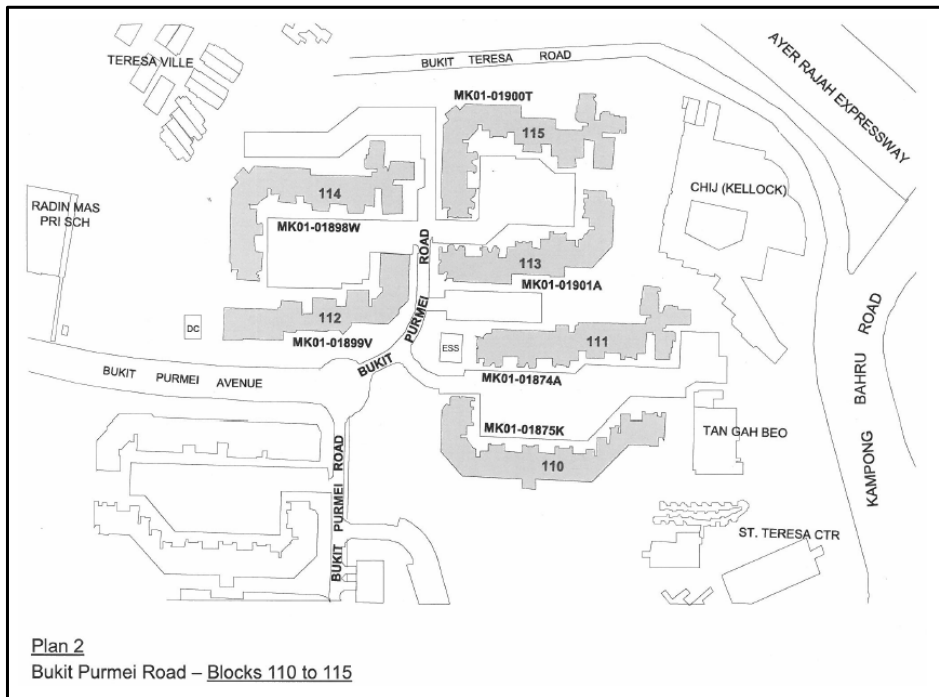 TERESA VILLE
BUKIT TERESA ROAD
AYER RAJAH EXPRESSWAY
MK01-01900T
115
114
CHIJ (KELLOCK)
RADIN MAS
PRI SCH
MK01-01898W
113
MK01-01901A
BUKIT PURMEI ROAD
112
DC
MK01-01899V
ESS
111
MK01-01874A
BUKIT PURMEI AVENUE
KAMPONG BAHRU ROAD
MK01-01875K
110
TAN GAH BEO
BUKIT PURMEI ROAD
ST. TERESA CTR
Plan 2
Bukit Purmei Road – Blocks 110 to 115